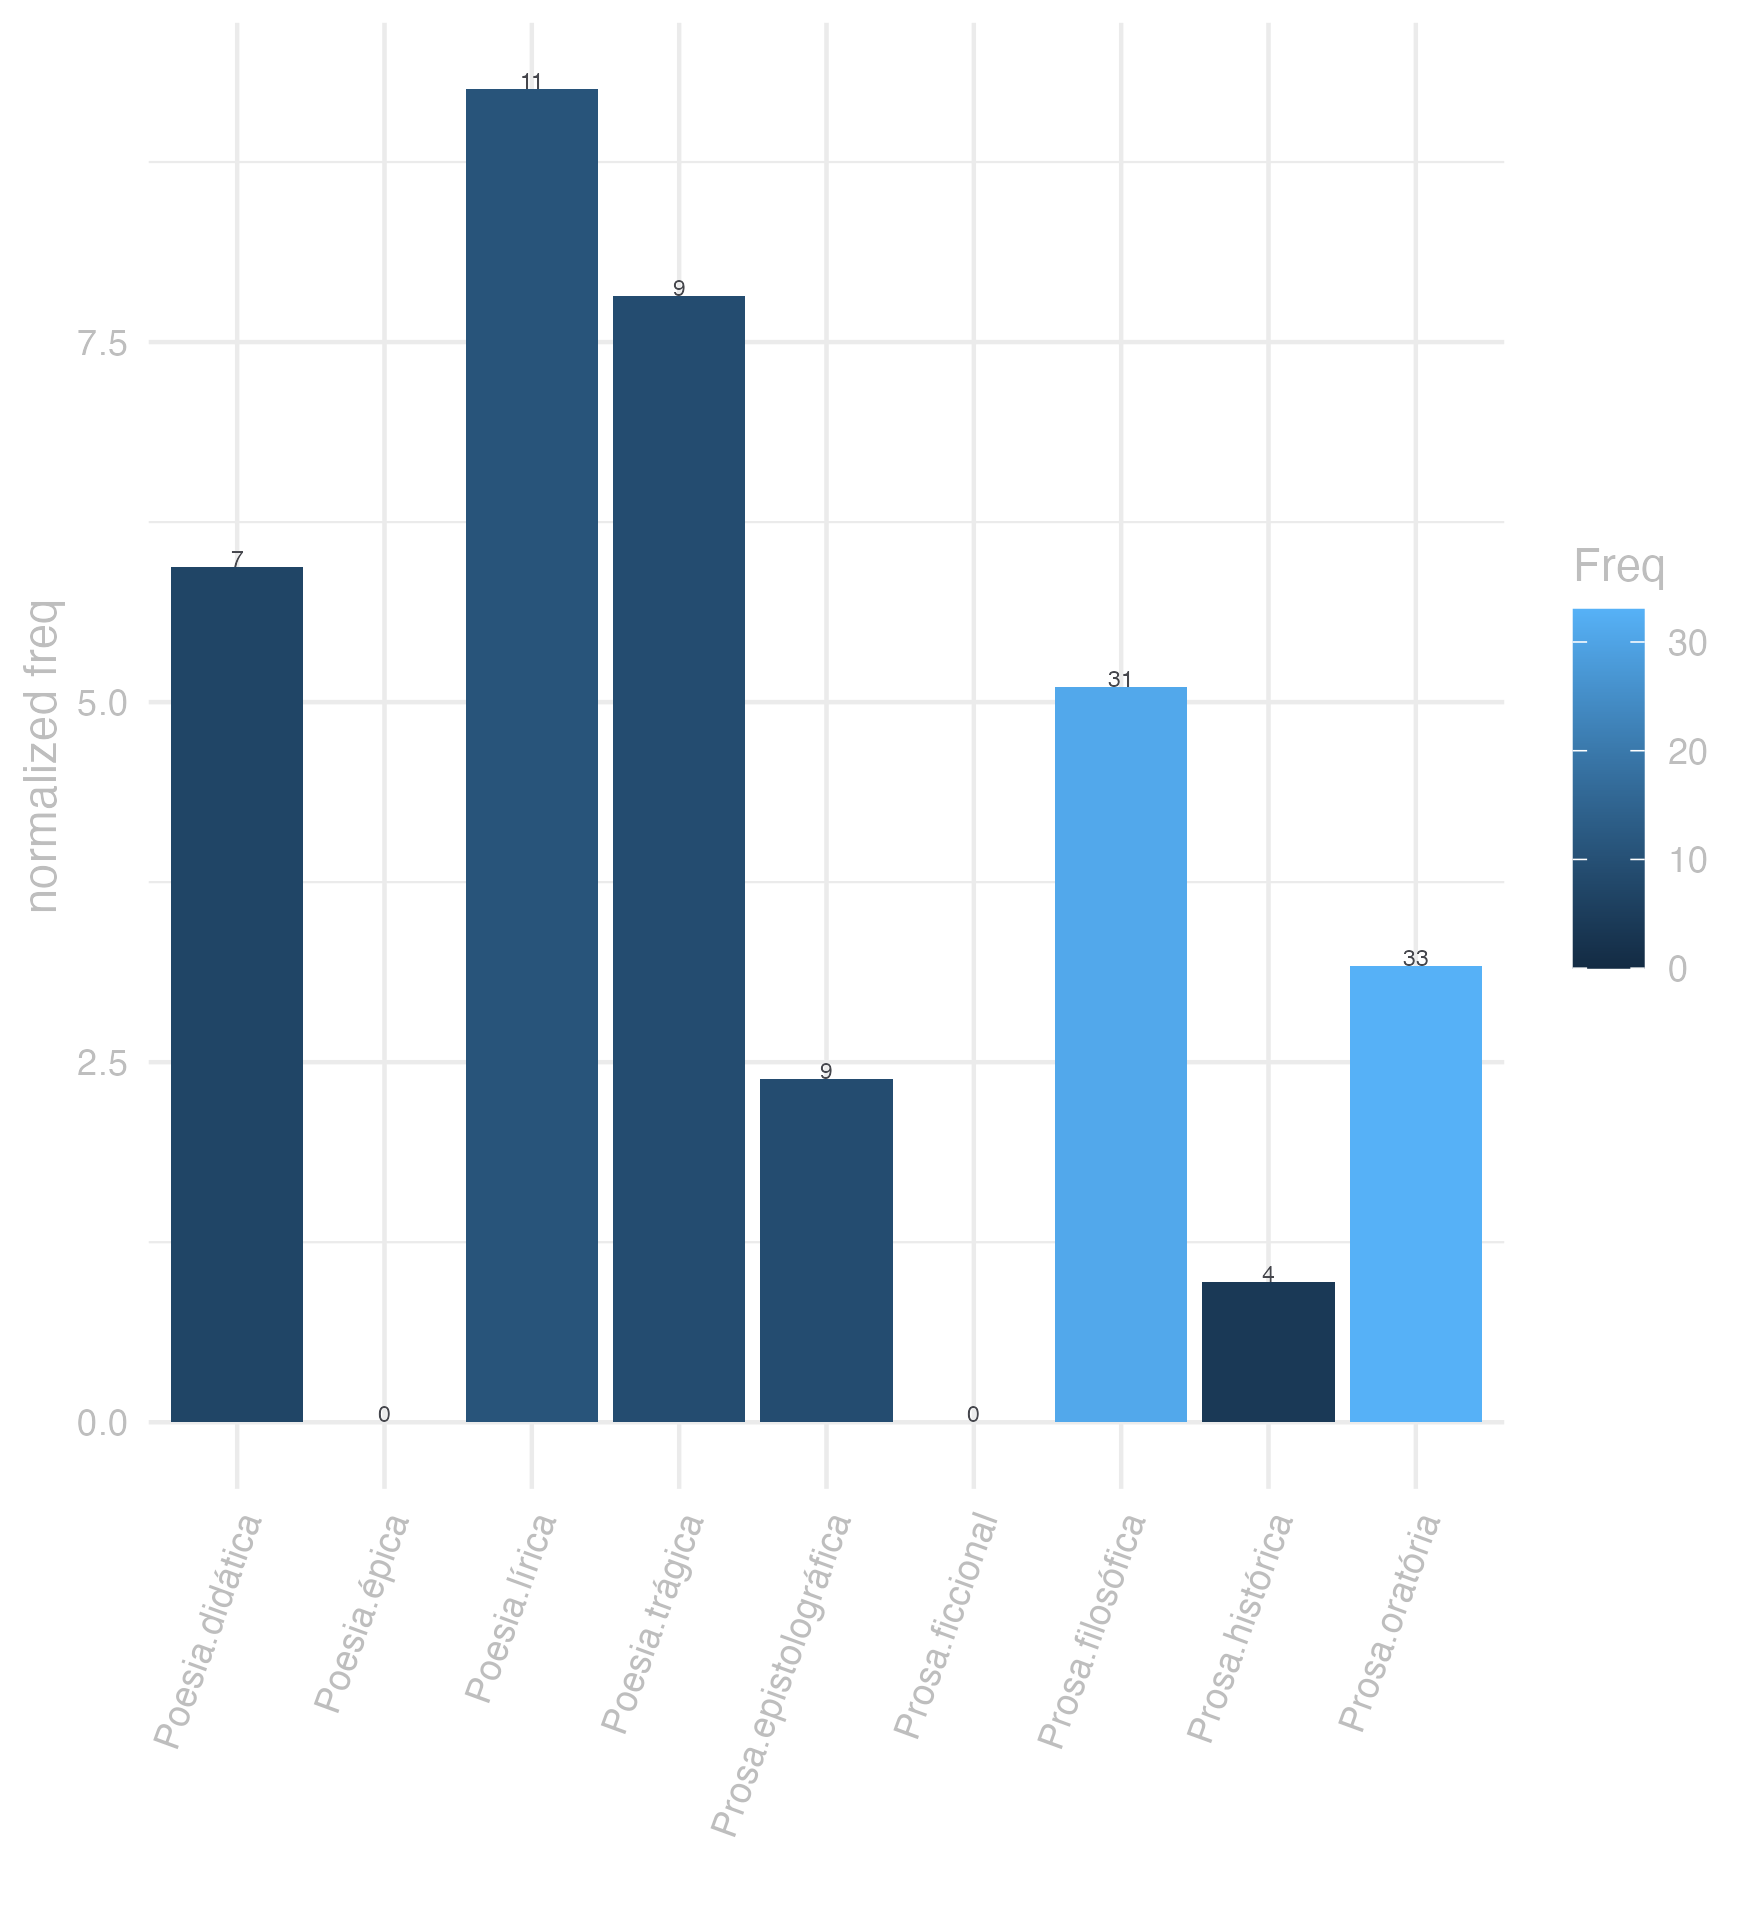 11
9
7
31
33
9
4
0
0
7.5
5.0
2.5
0.0
normalized freq
Poesia.didática
Poesia.épica
Poesia.lírica
Poesia.trágica
Prosa.epistolográfica
Prosa.ficcional
Prosa.filosófica
Prosa.histórica
Prosa.oratória
Freq
30
20
10
0